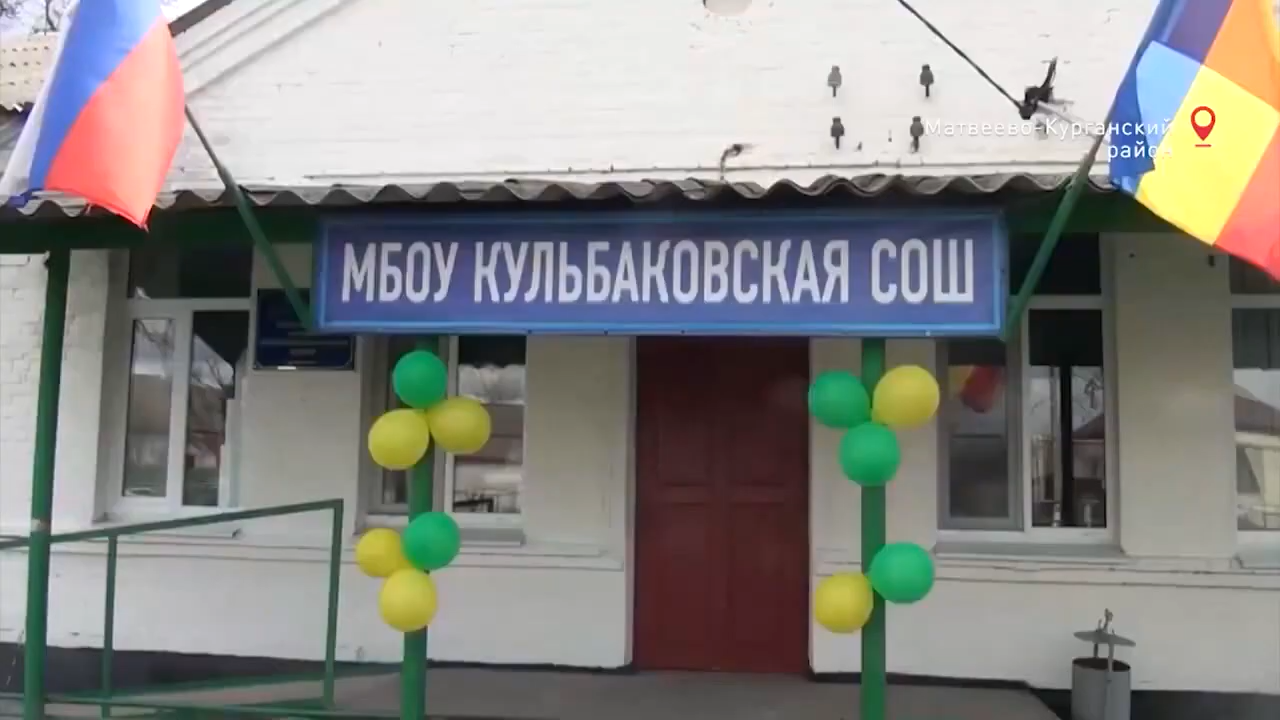 Матвеево-Курганский
район
МБОУ КУЛЬБАКОВСКАЯ СОШ